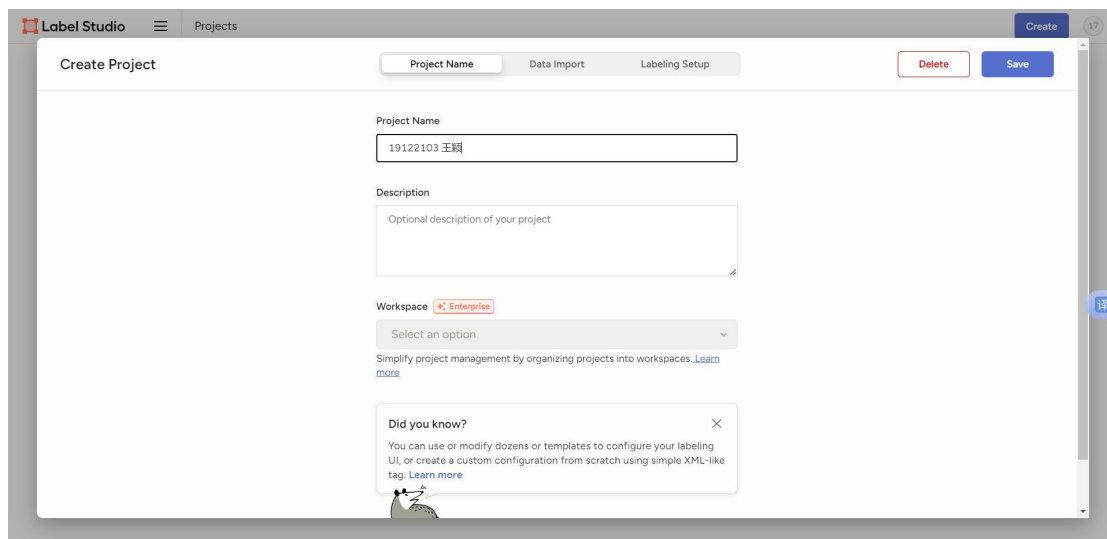 Label Studio
Projects
Create
17
Create Project
Project Name
Data Import
Labeling Setup
Delete
Save
Project Name
19122103 王颖
Description
Optional description of your project
Workspace
Enterprise
Select an option
Simplify project management by organizing projects into workspaces. Learn
more
Did you know?
You can use or modify dozens or templates to configure your labeling
UI, or create a custom configuration from scratch using simple XML-like
tag. Learn more
译